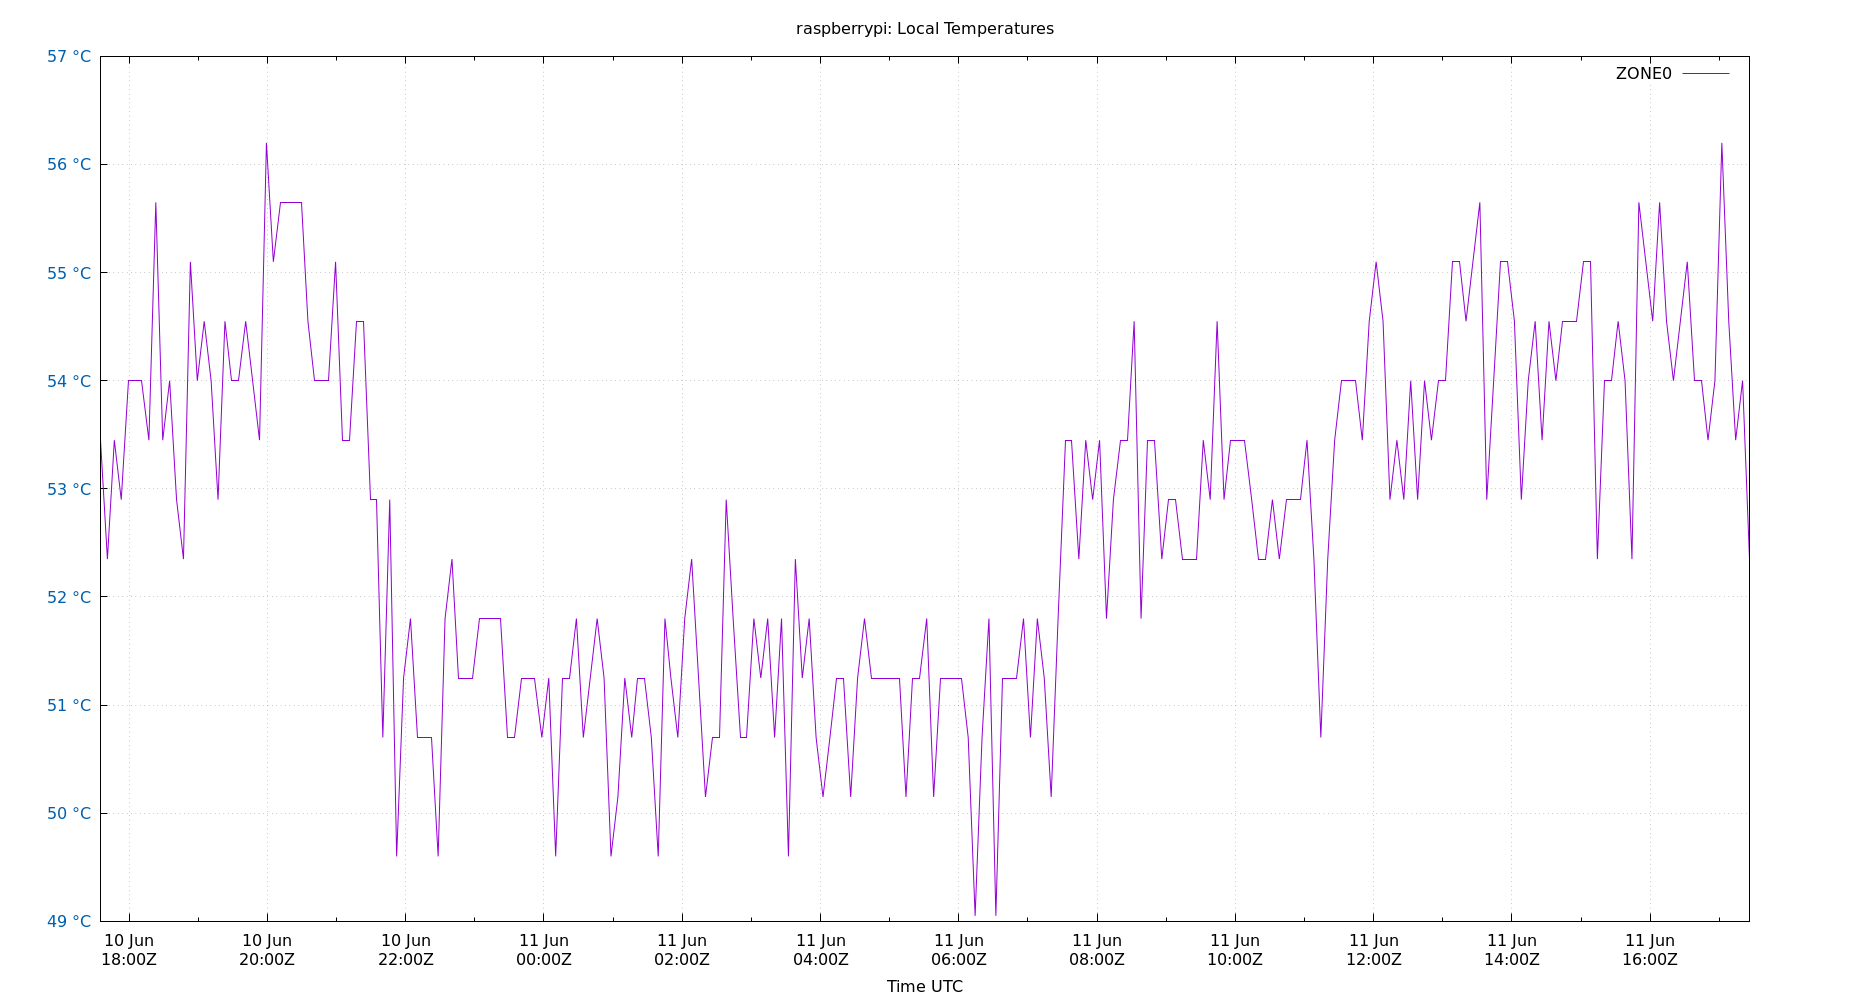 raspberrypi: Local Temperatures
57 °C
ZONE0
56 °C
55 °C
54 °C
53 °C
52 °C
51 °C
50 °C
49 °C
10 Jun 10 Jun 10 Jun 11 Jun 11 Jun 11 Jun 11 Jun 11 Jun 11 Jun 11 Jun 11 Jun 11 Jun
18:00Z 20:00Z 22:00Z 00:00Z 02:00Z 04:00Z 06:00Z 08:00Z 10:00Z 12:00Z 14:00Z 16:00Z
Time UTC